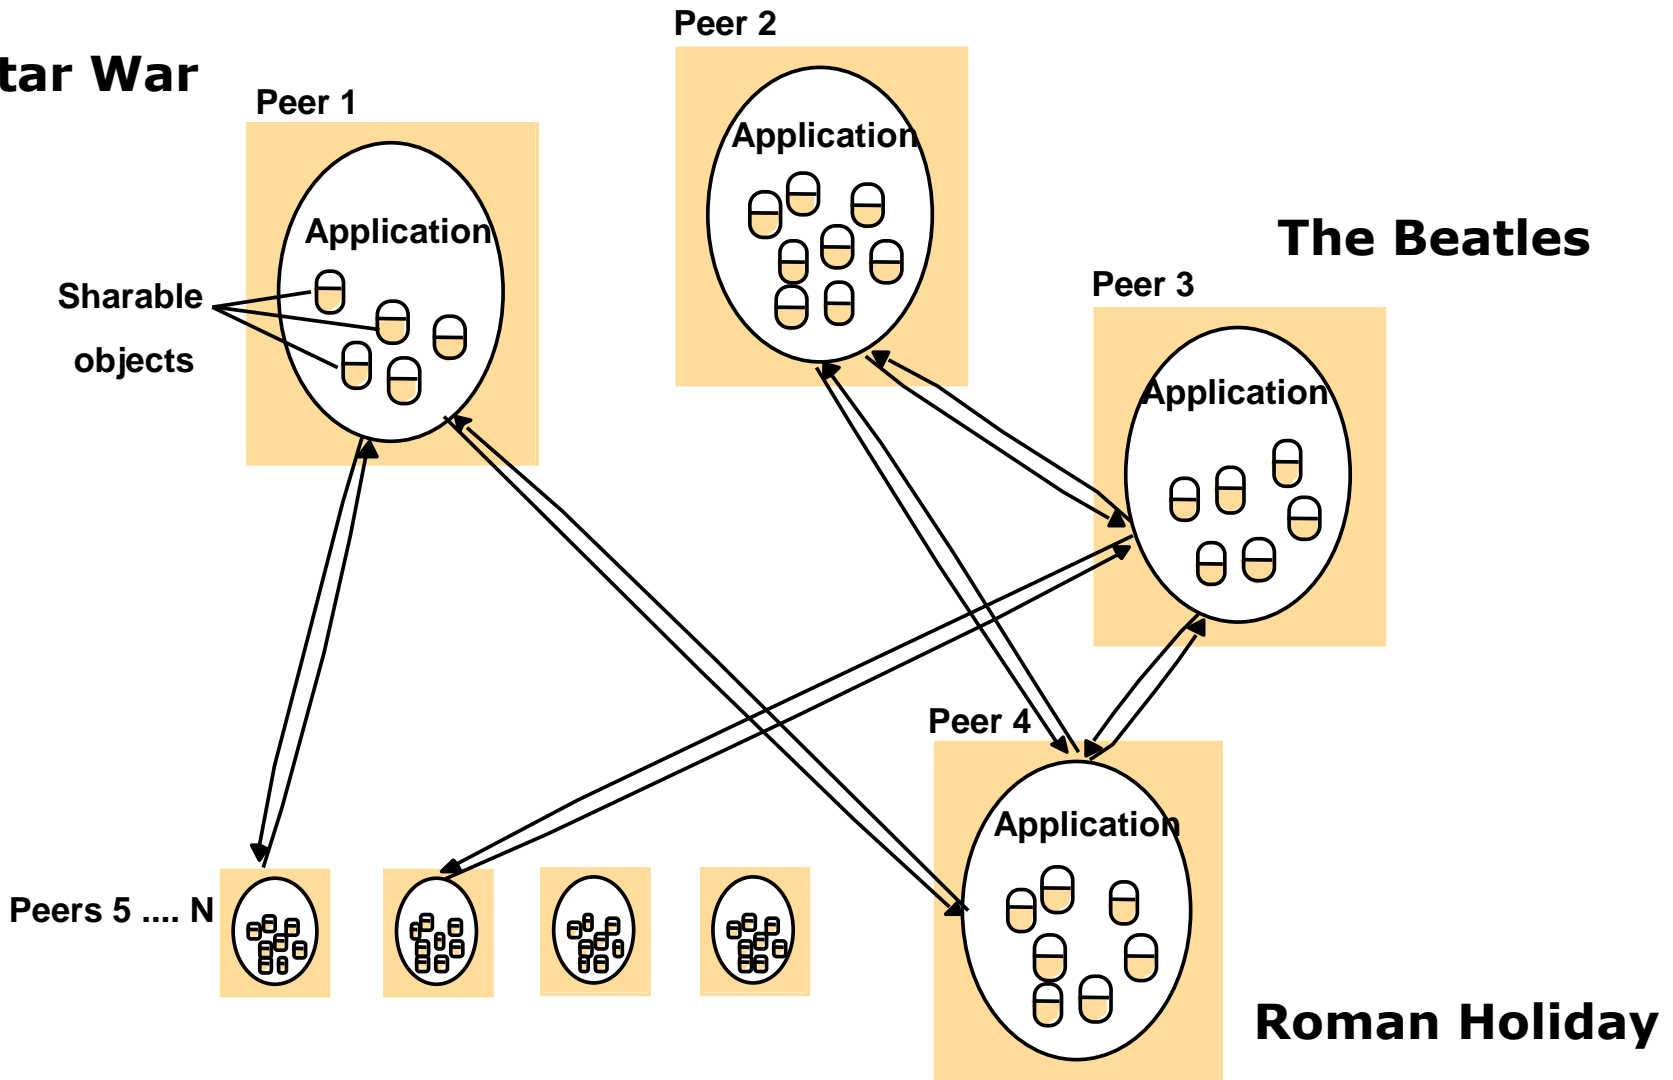 Peer 2
tar War
Peer 1
Application
Application
The Beatles
Peer 3
Sharable
objects
Application
Peer 4
Application
Peers 5 .... N
Roman Holiday